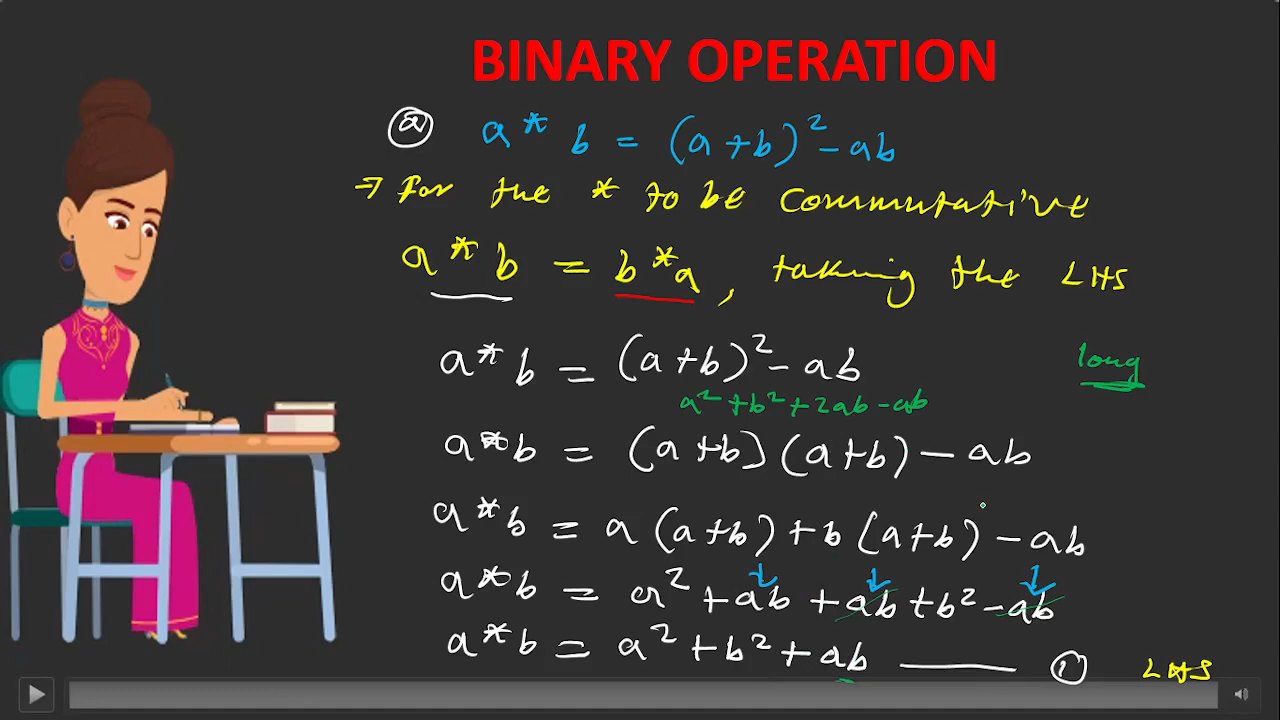 BINARY OPERATION
(a) a * b = (a+b)² - ab
→ For the * to be commutative
a * b = b * a, taking the LHS
a * b = (a+b)² - ab long
a² + b² + 2ab - ab
a * b = (a+b)(a+b) - ab
a * b = a(a+b) + b(a+b) - ab
a * b = a² + ab + ab + b² - ab
a * b = a² + b² + ab —— (1) LHS